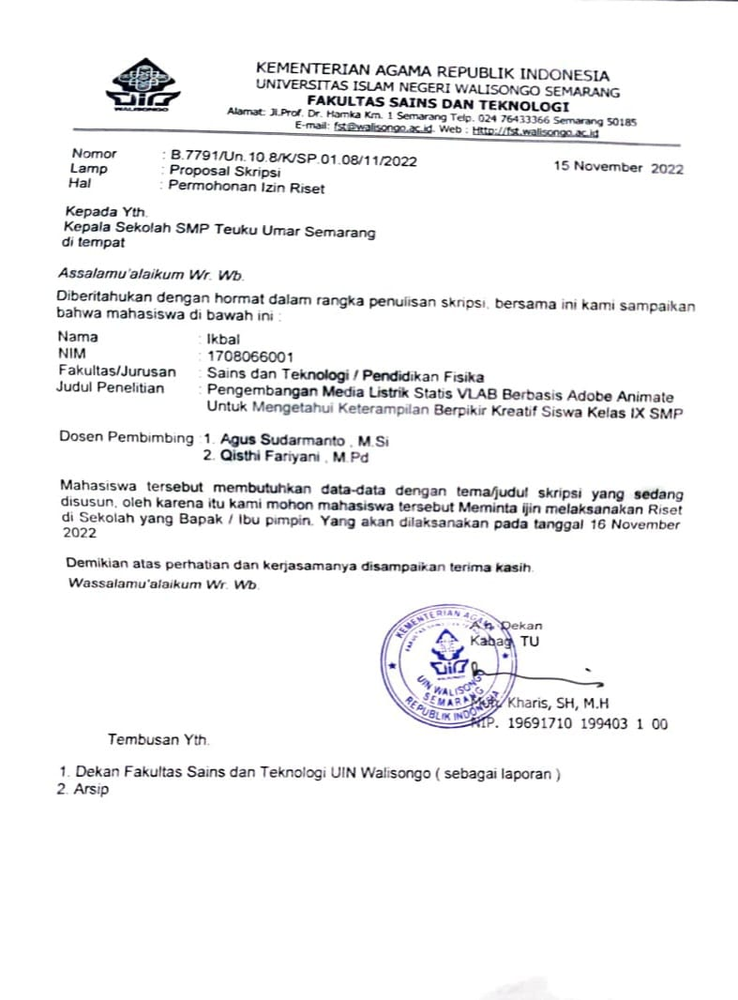 KEMENTERIAN AGAMA REPUBLIK INDONESIA
UNIVERSITAS ISLAM NEGERI WALISONGO SEMARANG
FAKULTAS SAINS DAN TEKNOLOGI
Alamat: Jl.Prof. Dr. Hamka Km. 1 Semarang Telp. 024 76433366 Semarang 50185
E-mail: fst@walisongo.ac.id. Web : Http://fst.walisongo.ac.id
WALISONGO
Nomor : B.7791/Un.10.8/K/SP.01.08/11/2022 15 November 2022
Lamp : Proposal Skripsi
Hal : Permohonan Izin Riset
Kepada Yth.
Kepala Sekolah SMP Teuku Umar Semarang
di tempat
Assalamu'alaikum Wr. Wb.
Diberitahukan dengan hormat dalam rangka penulisan skripsi, bersama ini kami sampaikan
bahwa mahasiswa di bawah ini :
Nama : Ikbal
NIM : 1708066001
Fakultas/Jurusan : Sains dan Teknologi / Pendidikan Fisika
Judul Penelitian : Pengembangan Media Listrik Statis VLAB Berbasis Adobe Animate
Untuk Mengetahui Keterampilan Berpikir Kreatif Siswa Kelas IX SMP
Dosen Pembimbing : 1. Agus Sudarmanto , M.Si
2. Qisthi Fariyani , M.Pd
Mahasiswa tersebut membutuhkan data-data dengan tema/judul skripsi yang sedang
disusun, oleh karena itu kami mohon mahasiswa tersebut Meminta ijin melaksanakan Riset
di Sekolah yang Bapak / Ibu pimpin. Yang akan dilaksanakan pada tanggal 16 November
2022
Demikian atas perhatian dan kerjasamanya disampaikan terima kasih.
Wassalamu'alaikum Wr. Wb.
A.n. Dekan
Kabag TU
KEMENTERIAN AGAMA
UIN WALISONGO
SEMARANG
REPUBLIK INDONESIA
Muh. Kharis, SH, M.H
NIP. 19691710 199403 1 00
Tembusan Yth.
1. Dekan Fakultas Sains dan Teknologi UIN Walisongo ( sebagai laporan )
2. Arsip